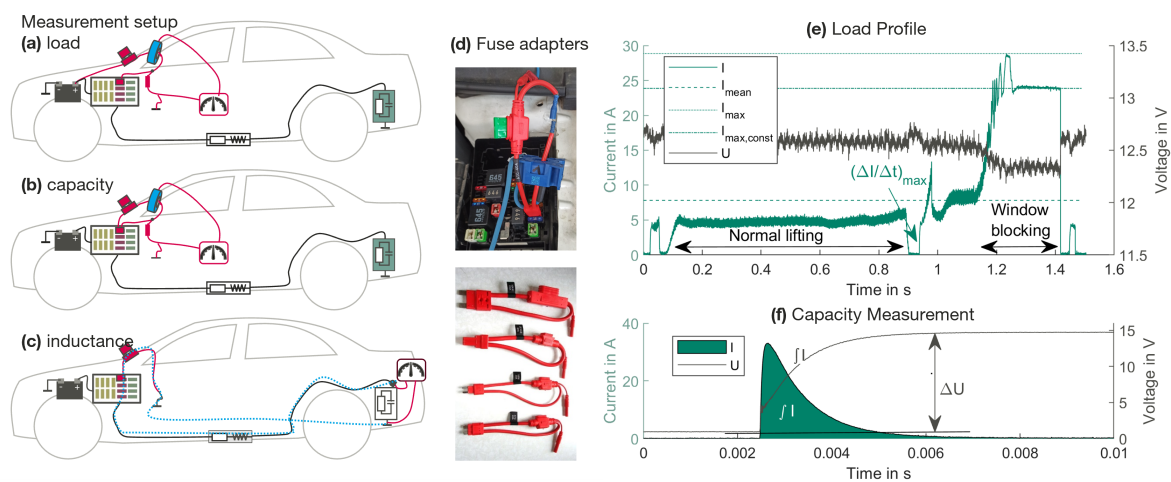 Measurement setup
(a) load
(b) capacity
(c) inductance
(d) Fuse adapters
(e) Load Profile
30
25
20
15
10
5
0
Current in A
I
I mean
I max
I max,const
U
(ΔI/Δt)max
Normal lifting
Window
blocking
13.5
13
12.5
12
11.5
Voltage in V
0 0.2 0.4 0.6 0.8 1 1.2 1.4 1.6
Time in s
(f) Capacity Measurement
40
20
0
Current in A
I
U
∫I
∫ I
ΔU
15
10
5
0
Voltage in V
0 0.002 0.004 0.006 0.008 0.01
Time in s